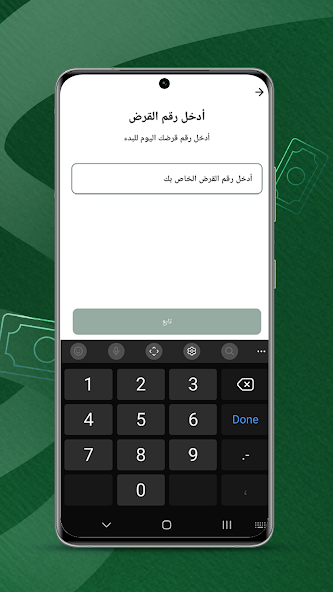 أدخل رقم القرض
أدخل رقم قرضك اليوم للبدء
أدخل رقم القرض الخاص بك
تابع
1 2 3
4 5 6 Done
7 8 9 .-
0 ,